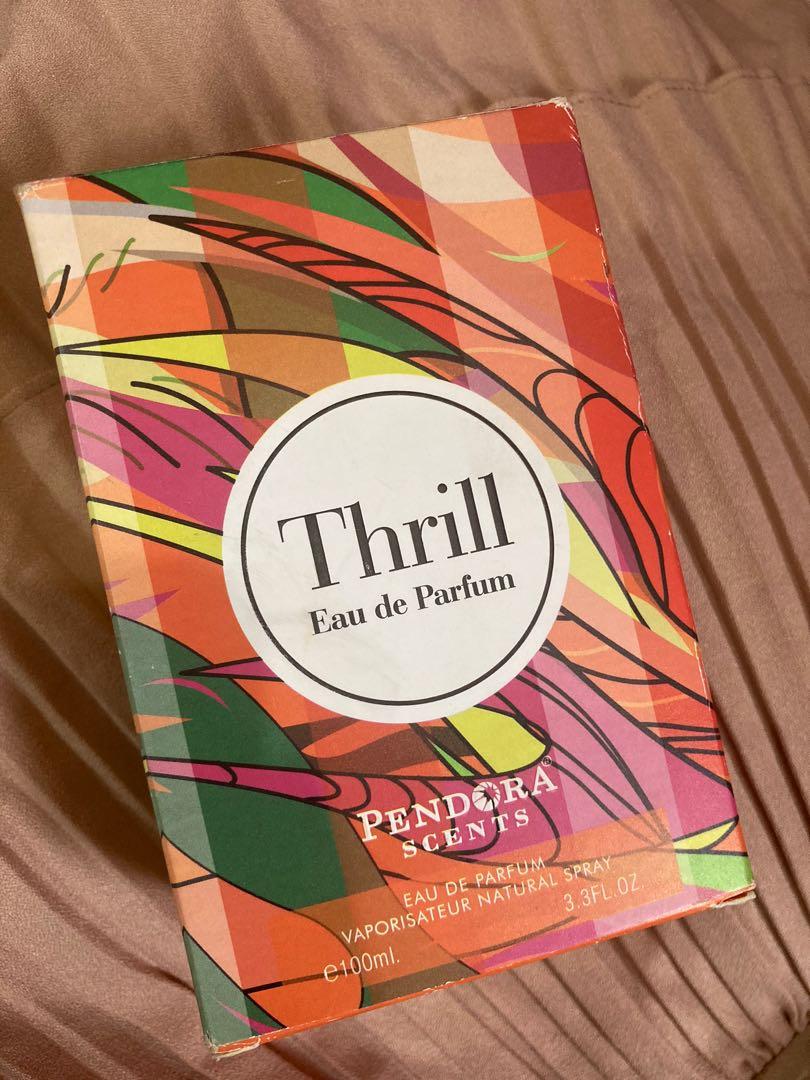 Thrill
Eau de Parfum
PENDORA®
SCENTS
EAU DE PARFUM
VAPORISATEUR NATURAL SPRAY
℮100ml. 3.3FL.OZ.